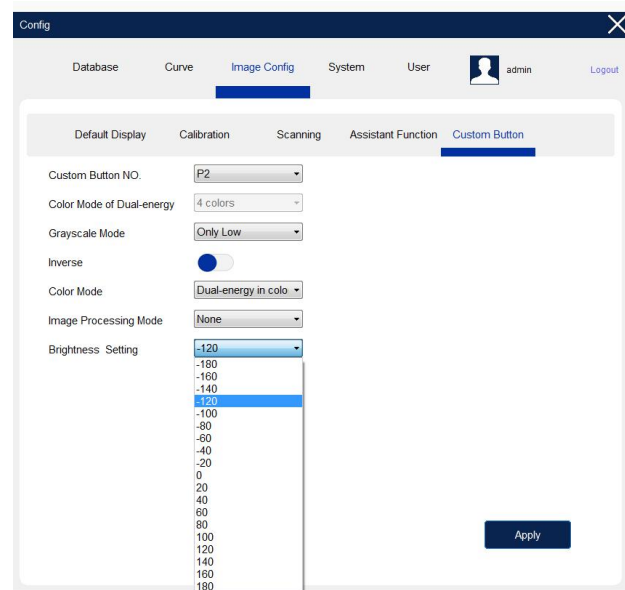 Config
Database Curve Image Config System User admin Logout
Default Display Calibration Scanning Assistant Function Custom Button
Custom Button NO. P2
Color Mode of Dual-energy 4 colors
Grayscale Mode Only Low
Inverse
Color Mode Dual-energy in colo
Image Processing Mode None
Brightness Setting -120
-180
-160
-140
-120
-100
-80
-60
-40
-20
0
20
40
60
80
100
120
140
160
180
Apply